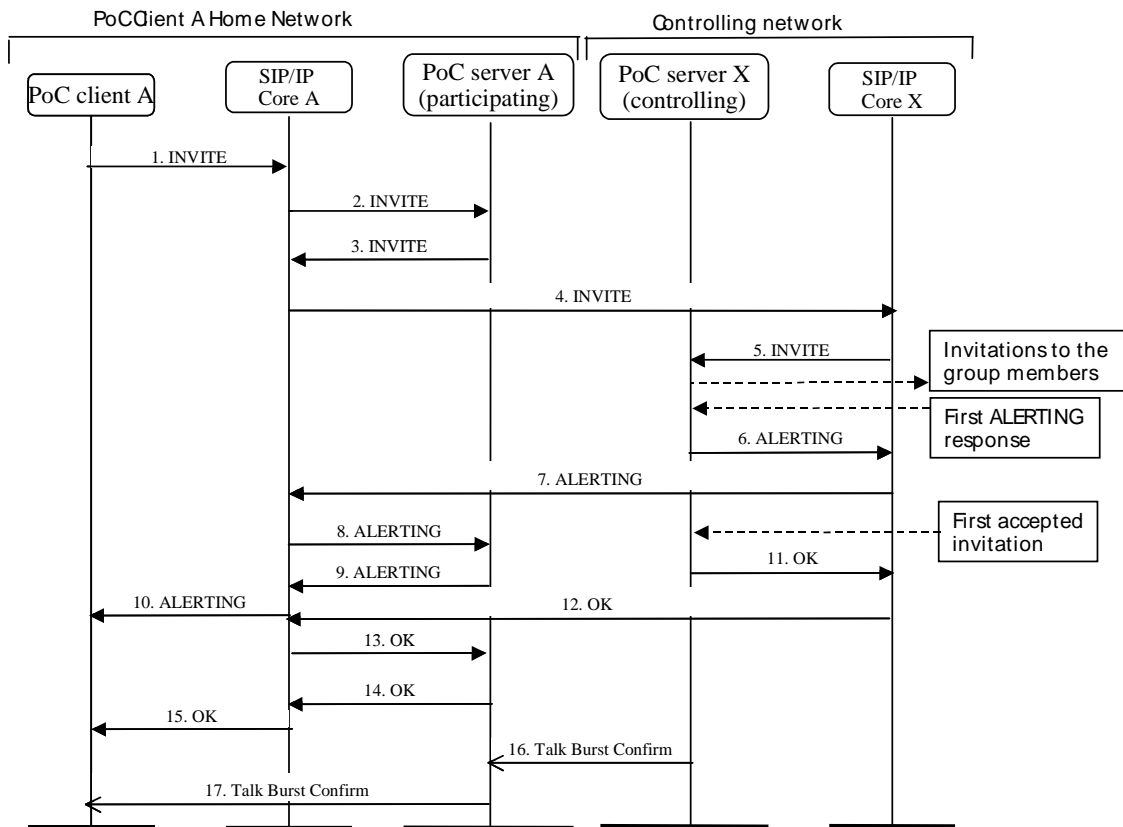 PoCClient A Home Network
Controlling network
PoC client A
SIP/IP
Core A
PoC server A
(participating)
PoC server X
(controlling)
SIP/IP
Core X
1. INVITE
2. INVITE
3. INVITE
4. INVITE
5. INVITE
Invitations to the
group members
First ALERTING
response
6. ALERTING
7. ALERTING
8. ALERTING
First accepted
invitation
9. ALERTING
11. OK
10. ALERTING
12. OK
13. OK
14. OK
15. OK
16. Talk Burst Confirm
17. Talk Burst Confirm